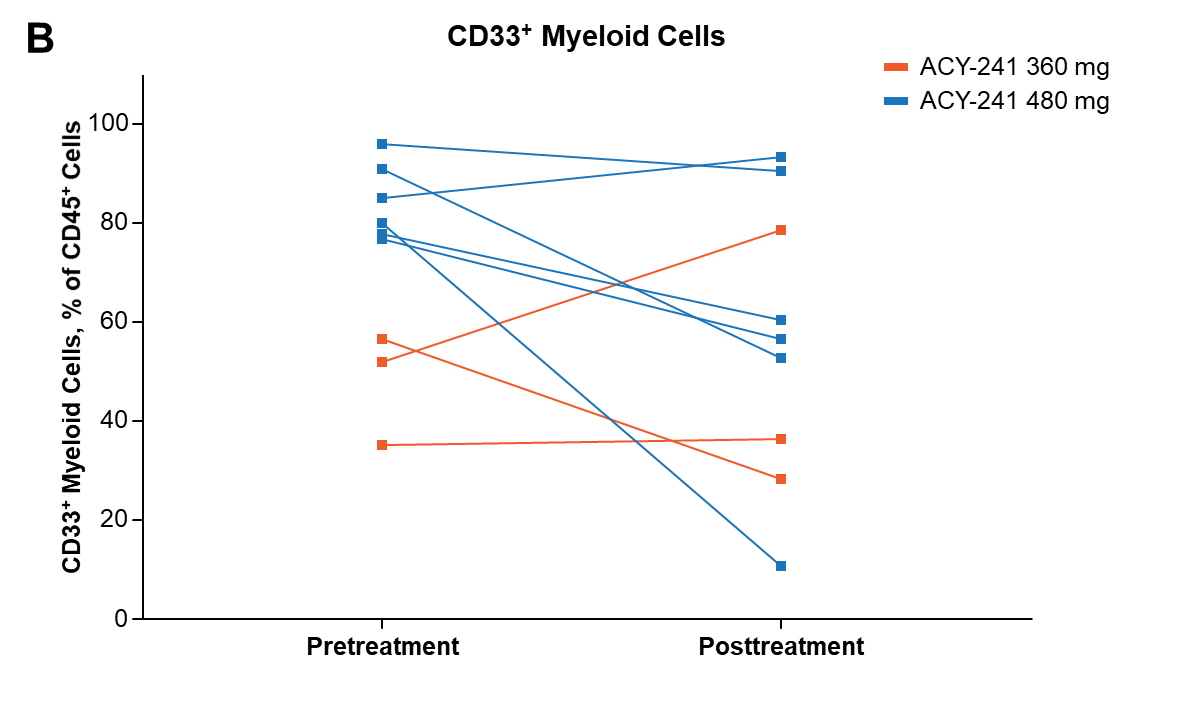 B
CD33⁺ Myeloid Cells
ACY-241 360 mg
ACY-241 480 mg
CD33⁺ Myeloid Cells, % of CD45⁺ Cells
100
80
60
40
20
0
Pretreatment
Posttreatment